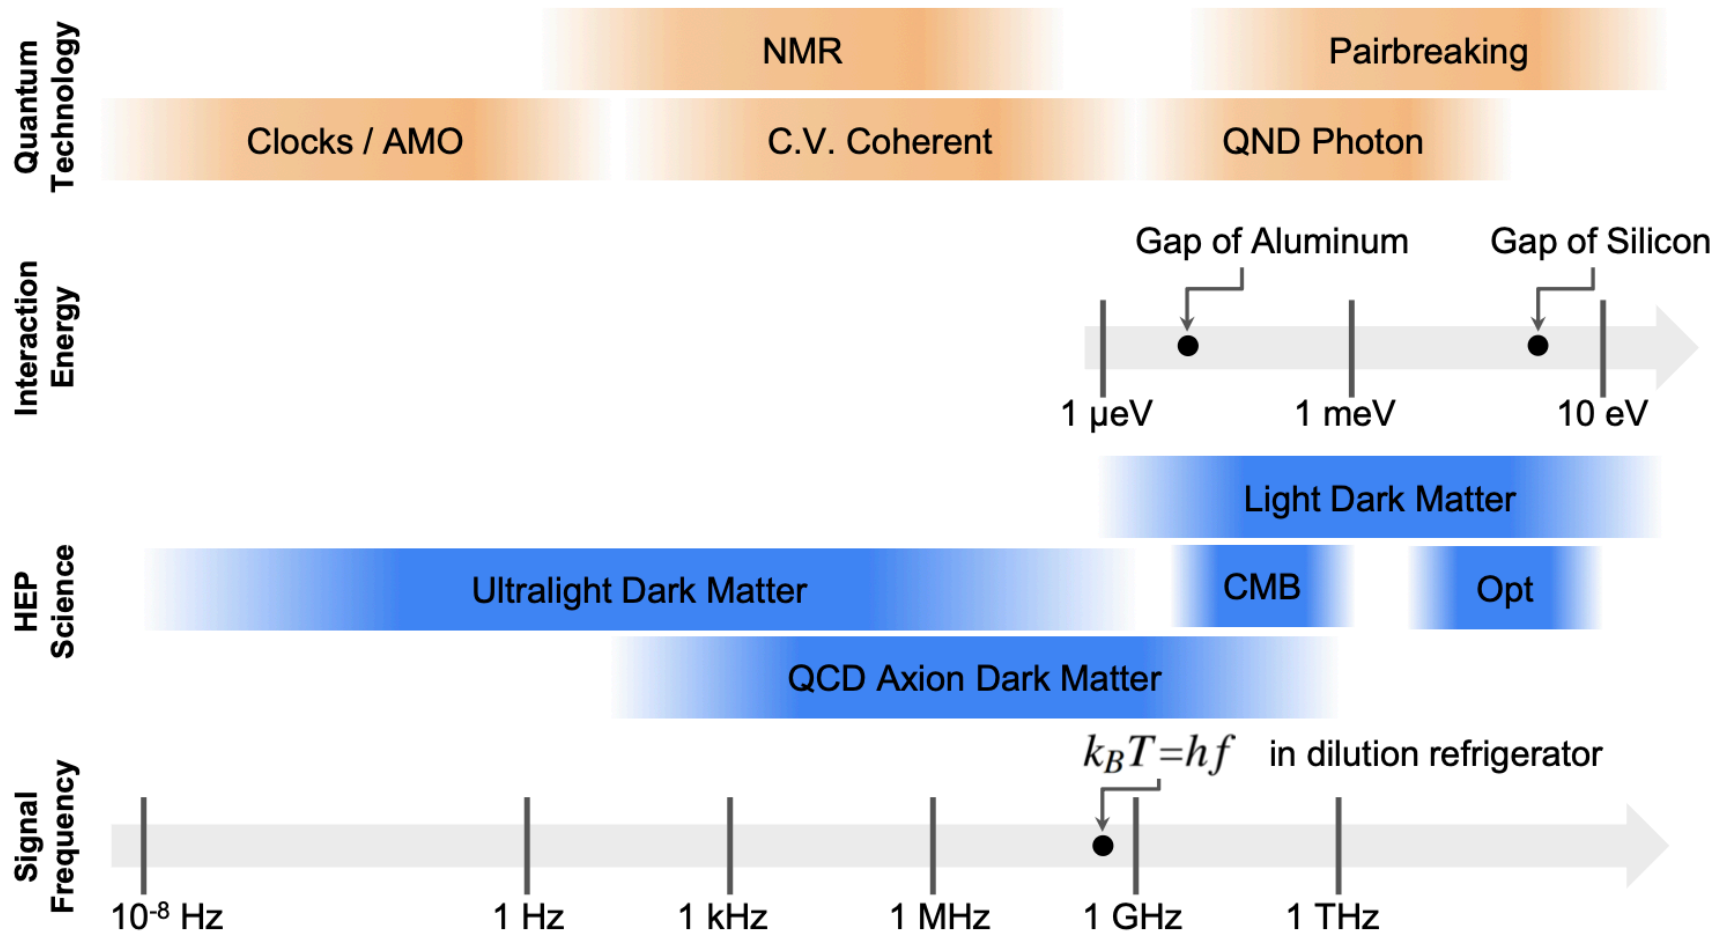 Quantum
Technology
NMR
Pairbreaking
Clocks / AMO
C.V. Coherent
QND Photon
Interaction
Energy
Gap of Aluminum
Gap of Silicon
1 µeV
1 meV
10 eV
HEP
Science
Light Dark Matter
Ultralight Dark Matter
CMB
Opt
QCD Axion Dark Matter
Signal
Frequency
k_BT=hf in dilution refrigerator
10⁻⁸ Hz
1 Hz
1 kHz
1 MHz
1 GHz
1 THz